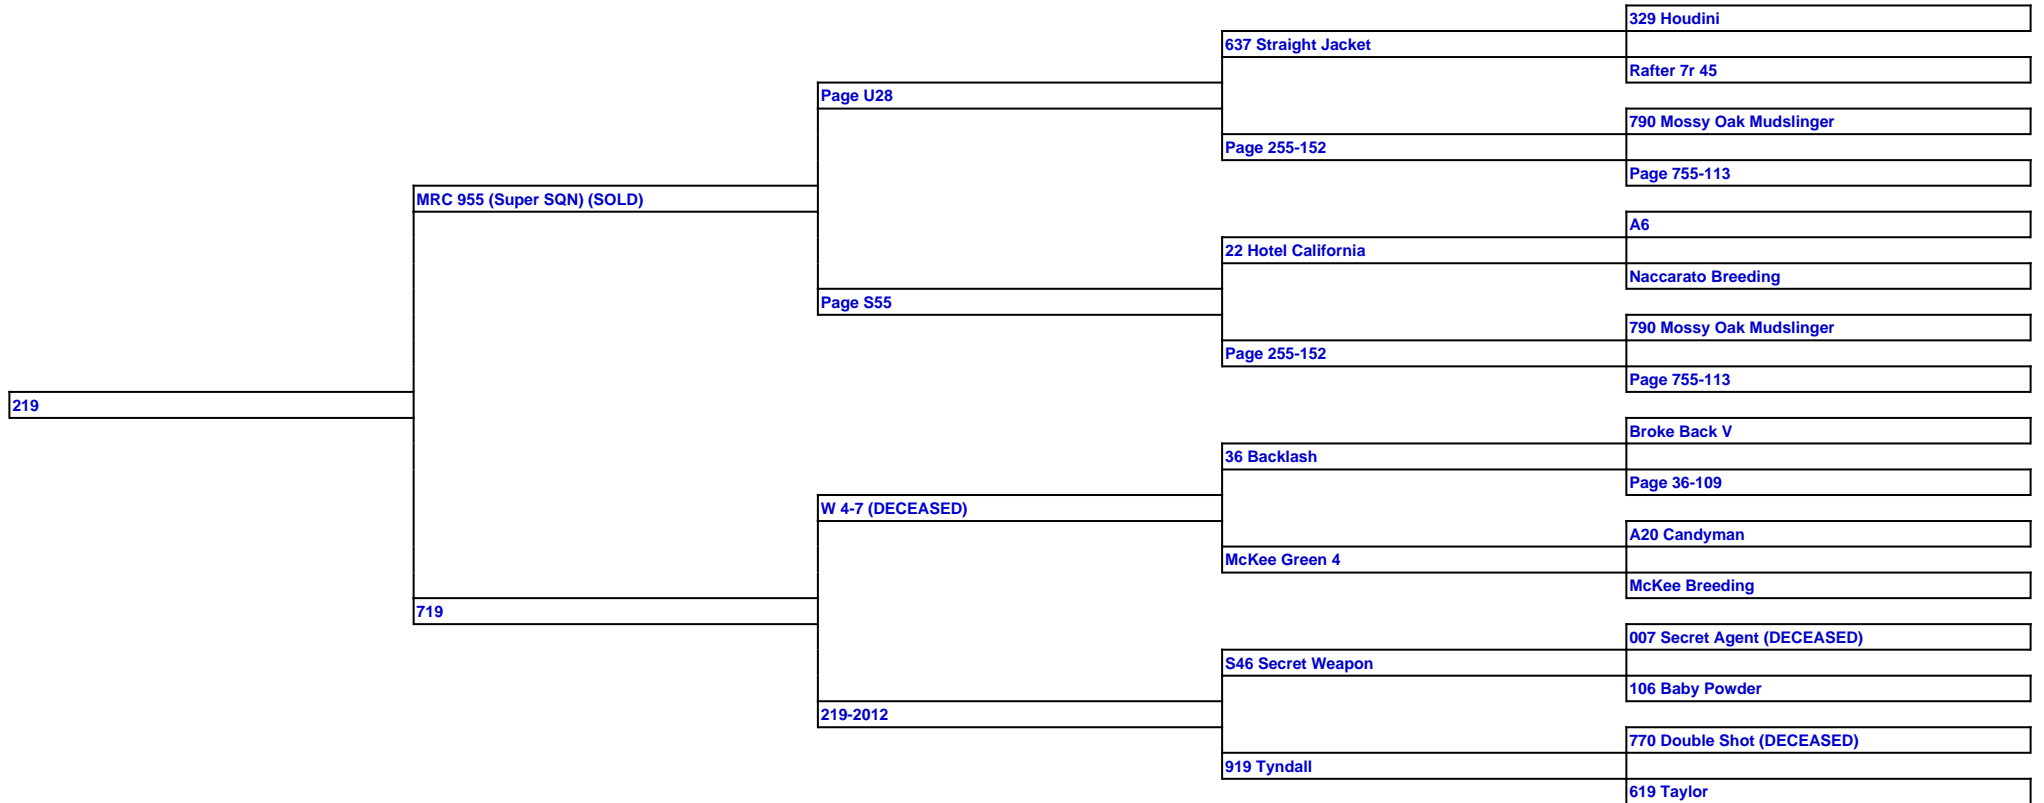 329 Houdini
637 Straight Jacket
Rafter 7r 45
Page U28
790 Mossy Oak Mudslinger
Page 255-152
Page 755-113
MRC 955 (Super SQN) (SOLD)
A6
22 Hotel California
Naccarato Breeding
Page S55
790 Mossy Oak Mudslinger
Page 255-152
Page 755-113
219
Broke Back V
36 Backlash
Page 36-109
W 4-7 (DECEASED)
A20 Candyman
McKee Green 4
McKee Breeding
719
007 Secret Agent (DECEASED)
S46 Secret Weapon
106 Baby Powder
219-2012
770 Double Shot (DECEASED)
919 Tyndall
619 Taylor